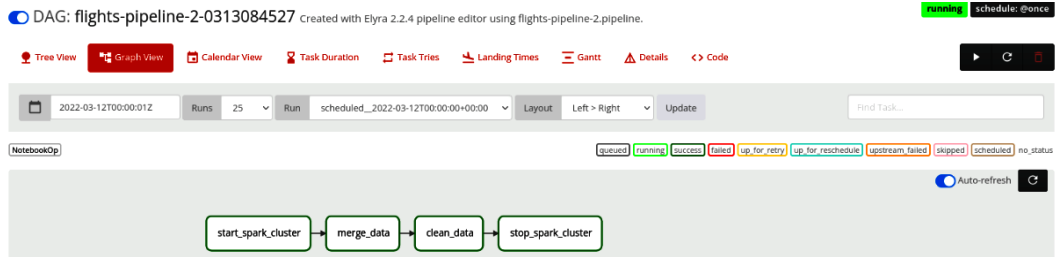 DAG: flights-pipeline-2-0313084527 Created with Elyra 2.2.4 pipeline editor using flights-pipeline-2.pipeline.
running schedule: @once
Tree View Graph View Calendar View Task Duration Task Tries Landing Times Gantt Details Code
2022-03-12T00:00:01Z Runs 25 Run scheduled__2022-03-12T00:00:00+00:00 Layout Left > Right Update Find Task...
NotebookOp queued running success failed up_for_retry up_for_reschedule upstream_failed skipped scheduled no_status
Auto-refresh
start_spark_cluster merge_data clean_data stop_spark_cluster